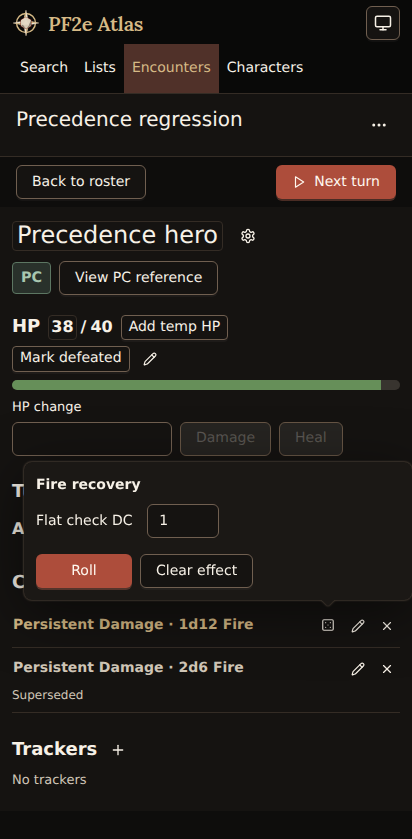 PF2e Atlas
Search Lists Encounters Characters
Precedence regression
...
Back to roster Next turn
Precedence hero
PC View PC reference
HP 38 / 40 Add temp HP
Mark defeated
HP change
Damage Heal
T
Fire recovery
Flat check DC 1
A
Roll Clear effect
C
Persistent Damage · 1d12 Fire
Persistent Damage · 2d6 Fire
Superseded
Trackers +
No trackers